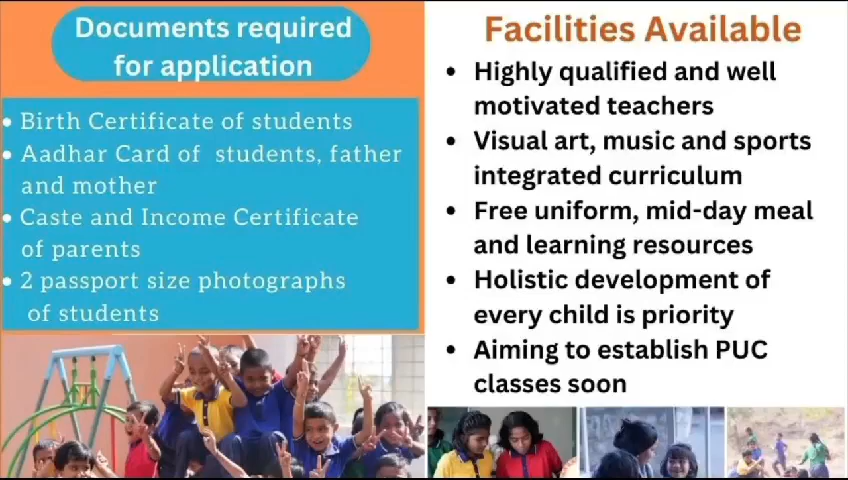 Documents required
for application
• Birth Certificate of students
• Aadhar Card of students, father
and mother
• Caste and Income Certificate
of parents
• 2 passport size photographs
of students
Facilities Available
• Highly qualified and well
motivated teachers
• Visual art, music and sports
integrated curriculum
• Free uniform, mid-day meal
and learning resources
• Holistic development of
every child is priority
• Aiming to establish PUC
classes soon